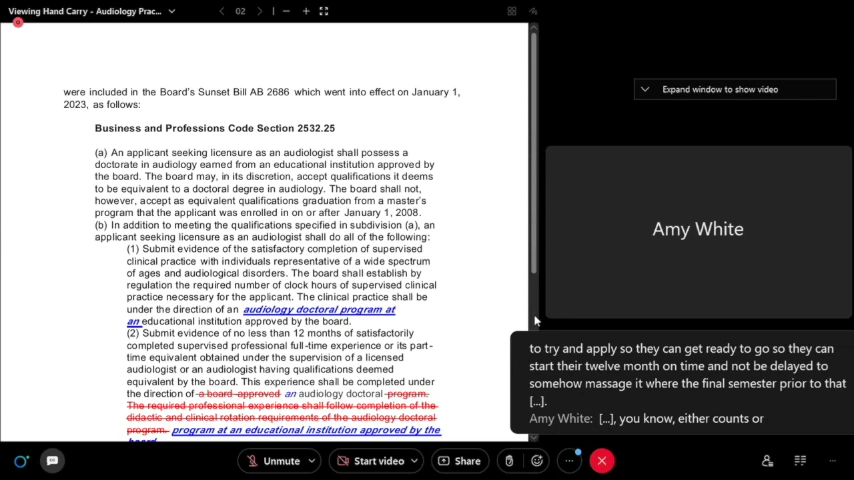 Viewing Hand Carry - Audiology Prac...
02
were included in the Board's Sunset Bill AB 2686 which went into effect on January 1,
2023, as follows:
Business and Professions Code Section 2532.25
(a) An applicant seeking licensure as an audiologist shall possess a
doctorate in audiology earned from an educational institution approved by
the board. The board may, in its discretion, accept qualifications it deems
to be equivalent to a doctoral degree in audiology. The board shall not,
however, accept as equivalent qualifications graduation from a master's
program that the applicant was enrolled in on or after January 1, 2008.
(b) In addition to meeting the qualifications specified in subdivision (a), an
applicant seeking licensure as an audiologist shall do all of the following:
(1) Submit evidence of the satisfactory completion of supervised
clinical practice with individuals representative of a wide spectrum
of ages and audiological disorders. The board shall establish by
regulation the required number of clock hours of supervised clinical
practice necessary for the applicant. The clinical practice shall be
under the direction of an audiology doctoral program at
an educational institution approved by the board.
(2) Submit evidence of no less than 12 months of satisfactorily
completed supervised professional full-time experience or its part-
time equivalent obtained under the supervision of a licensed
audiologist or an audiologist having qualifications deemed
equivalent by the board. This experience shall be completed under
the direction of a board-approved an audiology doctoral program.
The required professional experience shall follow completion of the
didactic and clinical rotation requirements of the audiology doctoral
program. program at an educational institution approved by the
board.
Expand window to show video
Amy White
to try and apply so they can get ready to go so they can
start their twelve month on time and not be delayed to
somehow massage it where the final semester prior to that
[...].
Amy White: [...], you know, either counts or
Unmute
Start video
Share